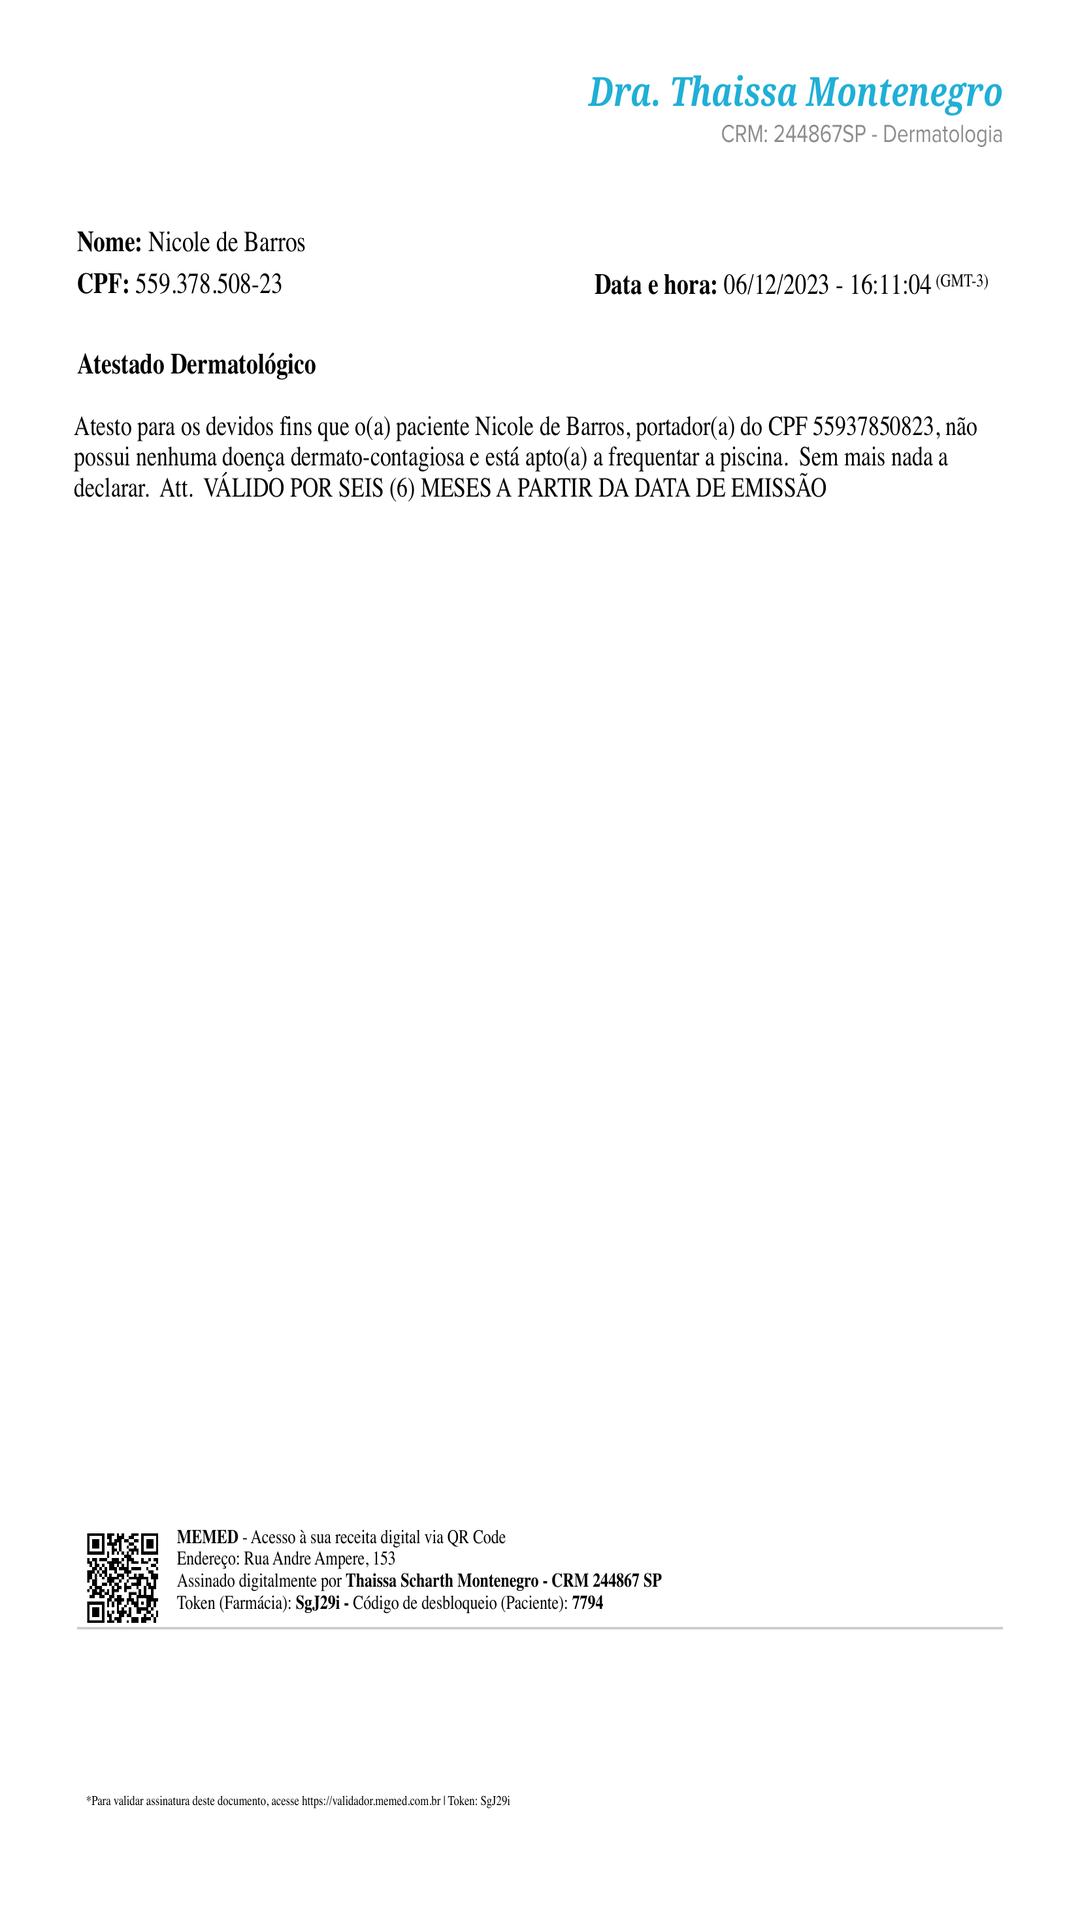 Dra. Thaissa Montenegro
CRM: 244867SP - Dermatologia
Nome: Nicole de Barros
CPF: 559.378.508-23
Data e hora: 06/12/2023 - 16:11:04 (GMT-3)
Atestado Dermatológico
Atesto para os devidos fins que o(a) paciente Nicole de Barros, portador(a) do CPF 55937850823, não
possui nenhuma doença dermato-contagiosa e está apto(a) a frequentar a piscina.  Sem mais nada a
declarar.  Att.  VÁLIDO POR SEIS (6) MESES A PARTIR DA DATA DE EMISSÃO
MEMED - Acesso à sua receita digital via QR Code
Endereço: Rua Andre Ampere, 153
Assinado digitalmente por Thaissa Scharth Montenegro - CRM 244867 SP
Token (Farmácia): SgJ29i - Código de desbloqueio (Paciente): 7794
*Para validar assinatura deste documento, acesse https://validador.memed.com.br | Token: SgJ29i